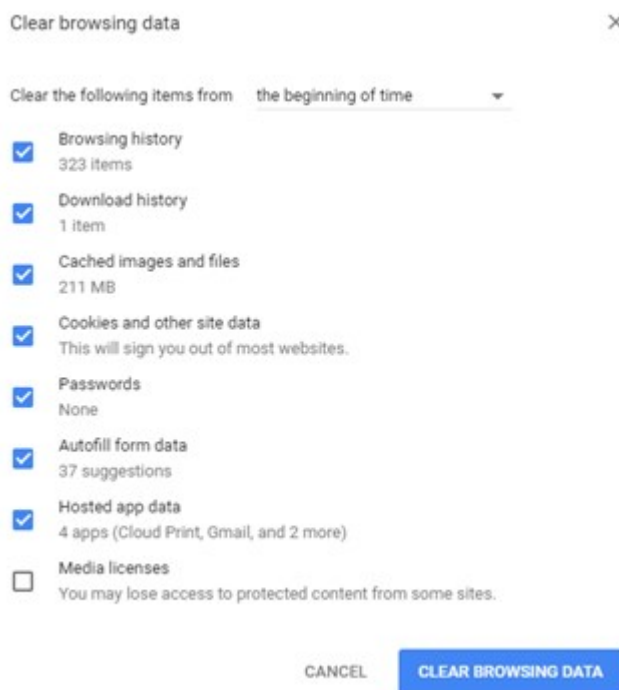 Clear browsing data
Clear the following items from the beginning of time
Browsing history
323 items
Download history
1 item
Cached images and files
211 MB
Cookies and other site data
This will sign you out of most websites.
Passwords
None
Autofill form data
37 suggestions
Hosted app data
4 apps (Cloud Print, Gmail, and 2 more)
Media licenses
You may lose access to protected content from some sites.
CANCEL CLEAR BROWSING DATA